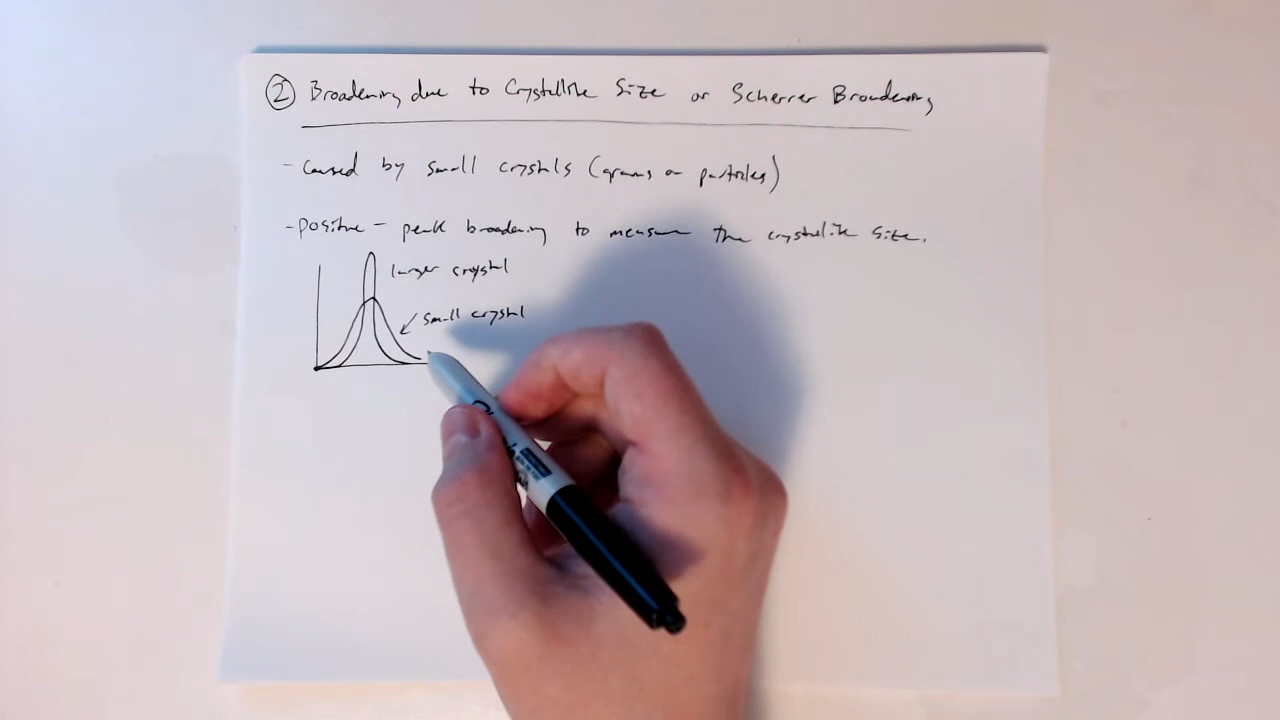 ② Broadening due to Crystallite Size or Scherrer Broadening
- caused by small crystals (grains or particles)
- positive - peak broadening to measure the crystallite size.
larger crystal
small crystal